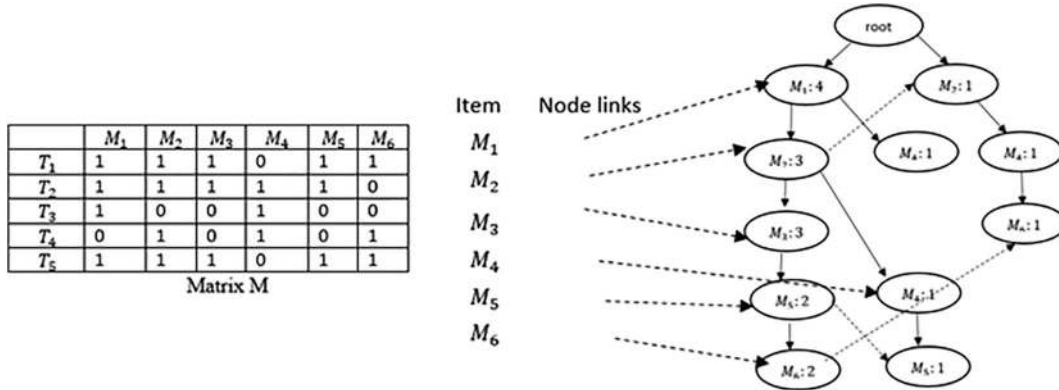 M₁ M₂ M₃ M₄ M₅ M₆
T₁ 1 1 1 0 1 1
T₂ 1 1 1 1 1 0
T₃ 1 0 0 1 0 0
T₄ 0 1 0 1 0 1
T₅ 1 1 1 0 1 1
Matrix M
Item Node links
M₁
M₂
M₃
M₄
M₅
M₆
root
M₁: 4
M₂: 1
M₂: 3
M₄: 1
M₄: 1
M₃: 3
M₆: 1
M₅: 2
M₄: 1
M₆: 2
M₅: 1